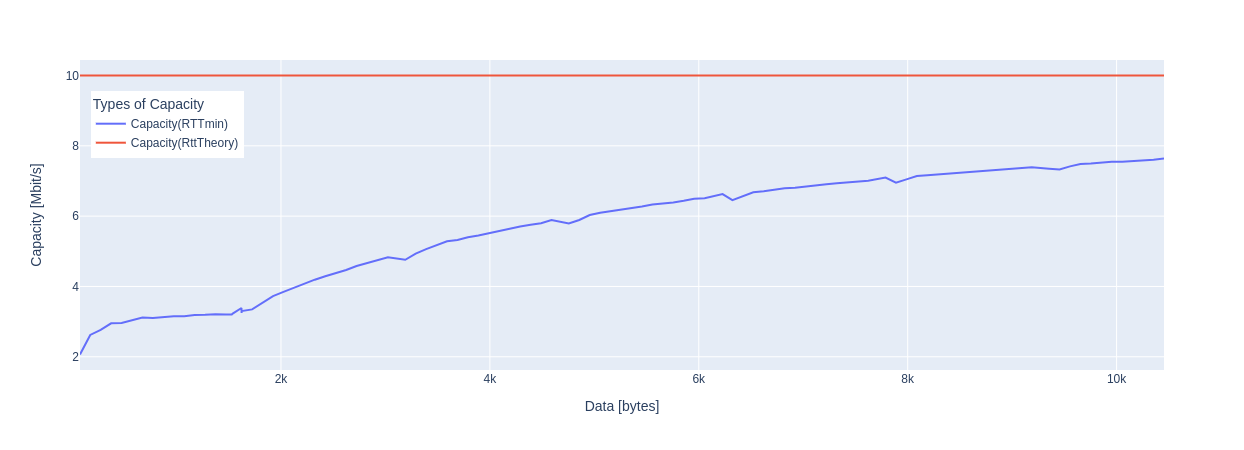 Types of Capacity
Capacity(RTTmin)
Capacity(RttTheory)
Capacity [Mbit/s]
10
8
6
4
2
2k 4k 6k 8k 10k
Data [bytes]